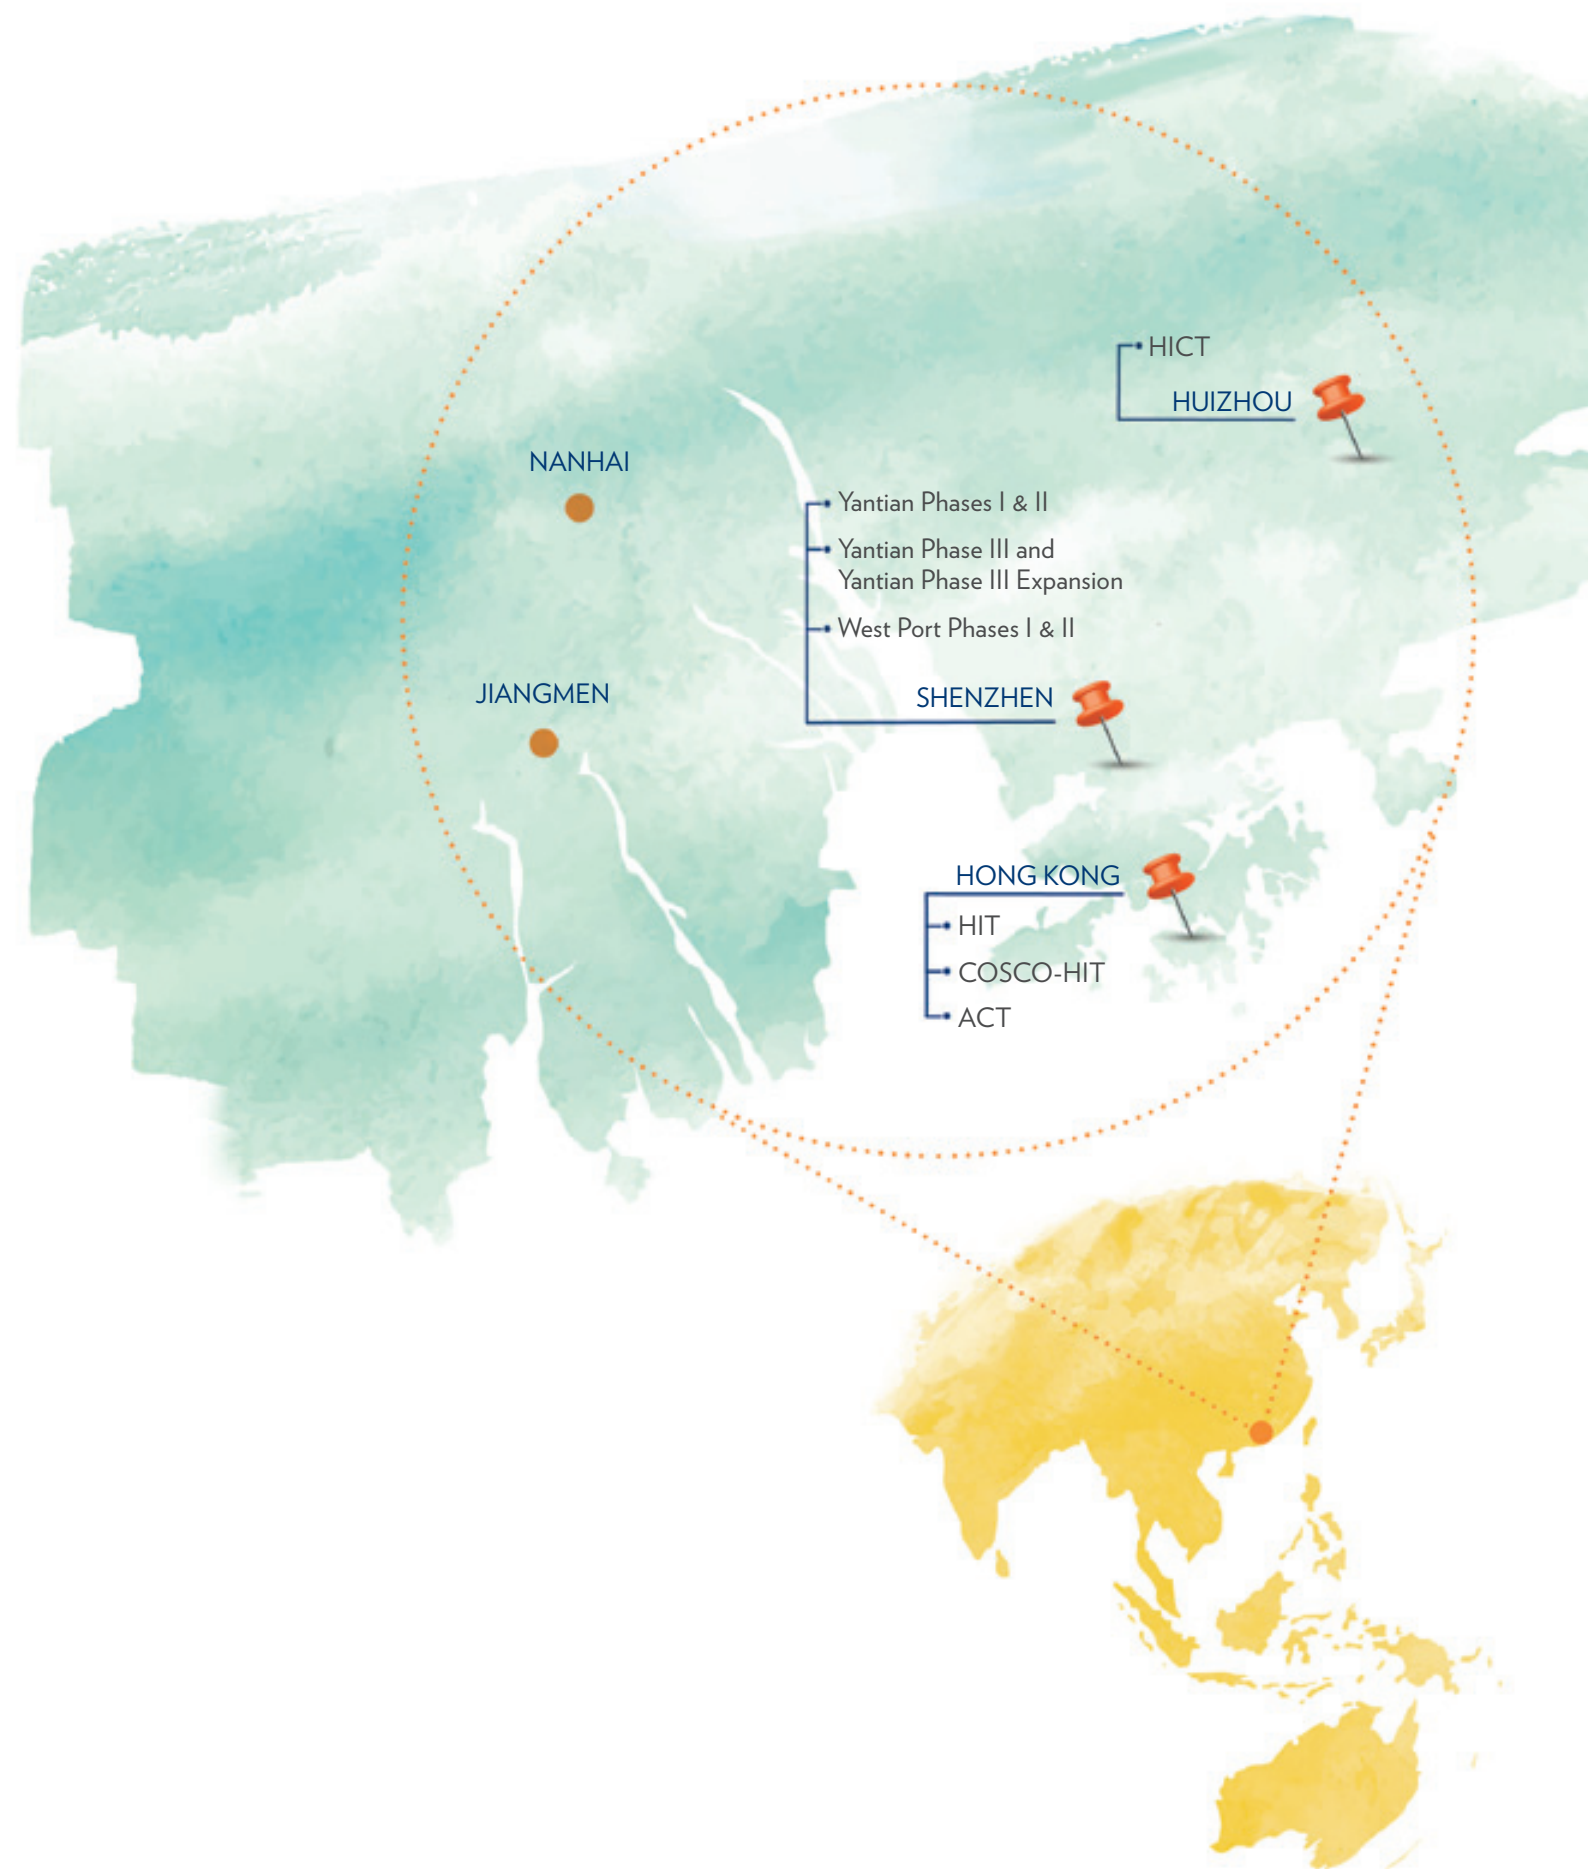 HICT
HUIZHOU
NANHAI
Yantian Phases I & II
Yantian Phase III and
Yantian Phase III Expansion
West Port Phases I & II
SHENZHEN
JIANGMEN
HONG KONG
HIT
COSCO-HIT
ACT